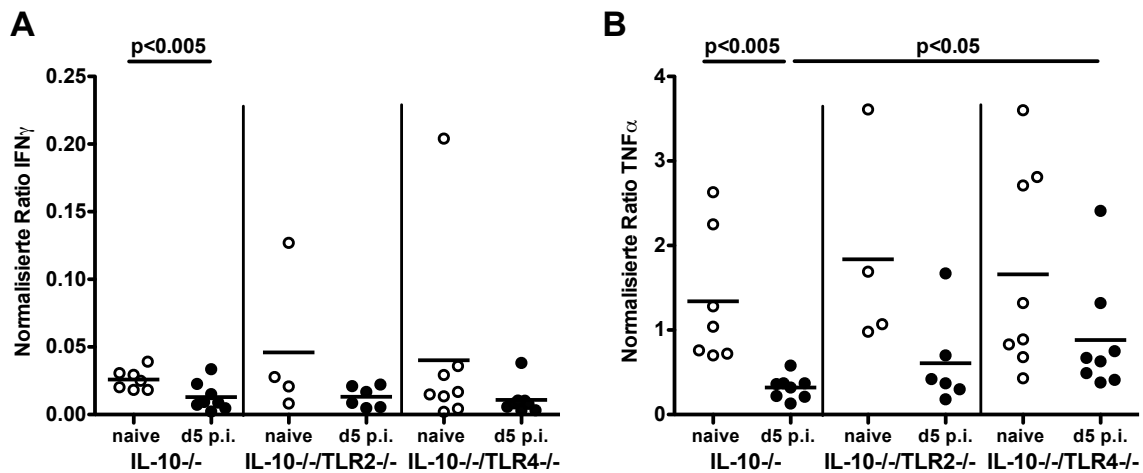 A
p<0.005
Normalisierte Ratio IFNγ
0.25
0.20
0.15
0.10
0.05
0.00
naive d5 p.i. naive d5 p.i. naive d5 p.i.
IL-10-/- IL-10-/-/TLR2-/- IL-10-/-/TLR4-/-
B
p<0.005 p<0.05
Normalisierte Ratio TNFα
4
3
2
1
0
naive d5 p.i. naive d5 p.i. naive d5 p.i.
IL-10-/- IL-10-/-/TLR2-/- IL-10-/-/TLR4-/-